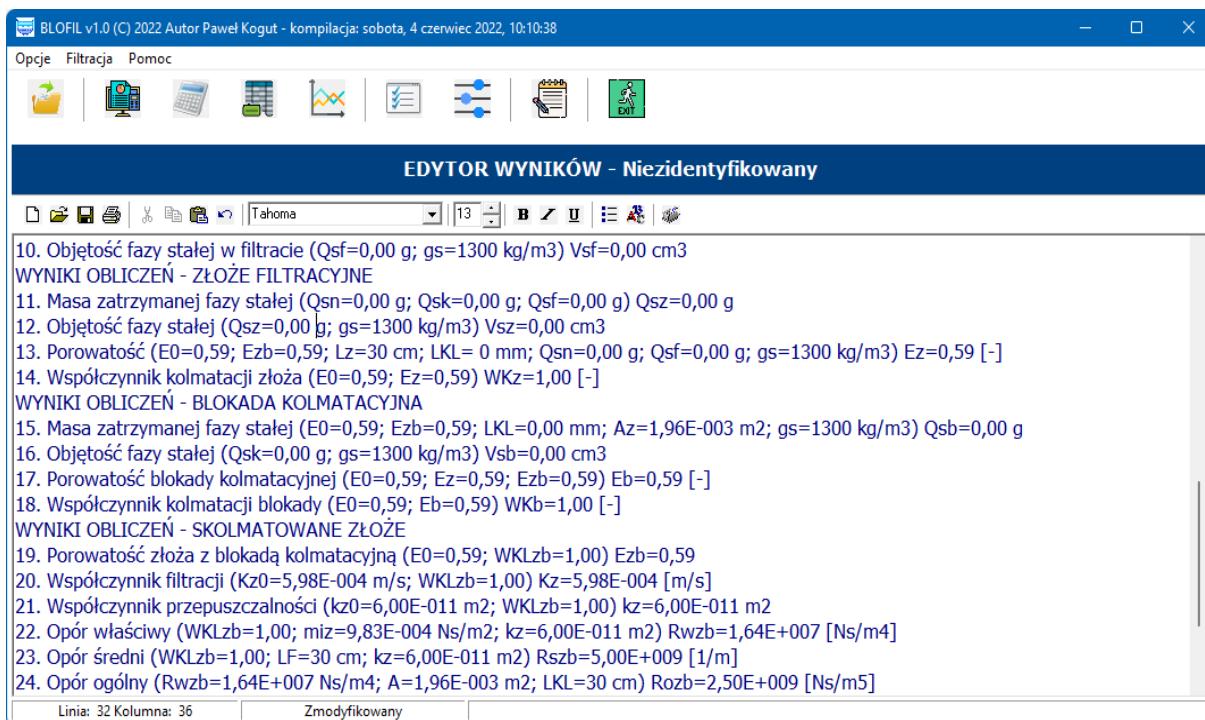 BLOFIL v1.0 (C) 2022 Autor Paweł Kogut - kompilacja: sobota, 4 czerwiec 2022, 10:10:38
Opcje Filtracja Pomoc
EXIT
EDYTOR WYNIKÓW - Niezidentyfikowany
Tahoma 13 B I U
10. Objętość fazy stałej w filtracie (Qsf=0,00 g; gs=1300 kg/m3) Vsf=0,00 cm3
WYNIKI OBLICZEŃ - ZŁOŻE FILTRACYJNE
11. Masa zatrzymanej fazy stałej (Qsn=0,00 g; Qsk=0,00 g; Qsf=0,00 g) Qsz=0,00 g
12. Objętość fazy stałej (Qsz=0,00 g; gs=1300 kg/m3) Vsz=0,00 cm3
13. Porowatość (E0=0,59; Ezb=0,59; Lz=30 cm; LKL= 0 mm; Qsn=0,00 g; Qsf=0,00 g; gs=1300 kg/m3) Ez=0,59 [-]
14. Współczynnik kolmatacji złoża (E0=0,59; Ez=0,59) WKz=1,00 [-]
WYNIKI OBLICZEŃ - BLOKADA KOLMATACYJNA
15. Masa zatrzymanej fazy stałej (E0=0,59; Ezb=0,59; LKL=0,00 mm; Az=1,96E-003 m2; gs=1300 kg/m3) Qsb=0,00 g
16. Objętość fazy stałej (Qsk=0,00 g; gs=1300 kg/m3) Vsb=0,00 cm3
17. Porowatość blokady kolmatacyjnej (E0=0,59; Ez=0,59; Ezb=0,59) Eb=0,59 [-]
18. Współczynnik kolmatacji blokady (E0=0,59; Eb=0,59) WKb=1,00 [-]
WYNIKI OBLICZEŃ - SKOLMATOWANE ZŁOŻE
19. Porowatość złoża z blokadą kolmatacyjną (E0=0,59; WKLzb=1,00) Ezb=0,59
20. Współczynnik filtracji (Kz0=5,98E-004 m/s; WKLzb=1,00) Kz=5,98E-004 [m/s]
21. Współczynnik przepuszczalności (kz0=6,00E-011 m2; WKLzb=1,00) kz=6,00E-011 m2
22. Opór właściwy (WKLzb=1,00; miz=9,83E-004 Ns/m2; kz=6,00E-011 m2) Rwzb=1,64E+007 [Ns/m4]
23. Opór średni (WKLzb=1,00; LF=30 cm; kz=6,00E-011 m2) Rszb=5,00E+009 [1/m]
24. Opór ogólny (Rwzb=1,64E+007 Ns/m4; A=1,96E-003 m2; LKL=30 cm) Rozb=2,50E+009 [Ns/m5]
Linia: 32 Kolumna: 36 Zmodyfikowany